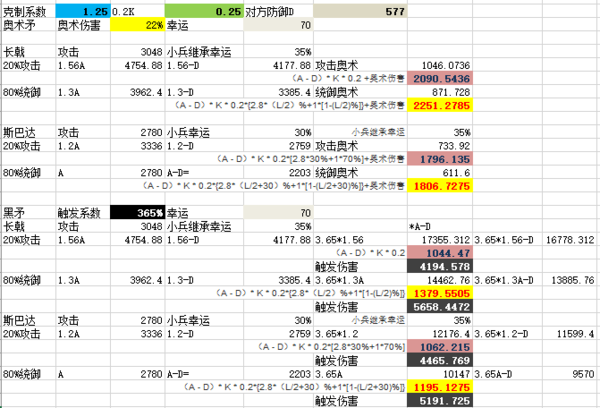 克制系数 1.25 0.2K 0.25 对方防御D 577
奥术矛 奥术伤害 22% 幸运 70
长戟 攻击 3048 小兵继承幸运 35%
20%攻击 1.56A 4754.88 1.56-D 4177.88 攻击奥术 1046.0736
(A-D)*K*0.2+奥术伤害 2090.5436
80%统御 1.3A 3962.4 1.3-D 3385.4 统御奥术 871.728
(A-D)*K*0.2*[2.8*(L/2)%+1*[1-(L/2)%]]+奥术伤害 2251.2785
斯巴达 攻击 2780 小兵幸运 30% 小兵继承幸运 35%
20%攻击 1.2A 3336 1.2-D 2759 攻击奥术 733.92
(A-D)*K*0.2*[2.8*30%+1*70%]+奥术伤害 1796.135
80%统御 A 2780 A-D= 2203 统御奥术 611.6
(A-D)*K*0.2*[2.8*(L/2+30)%+1*[1-(L/2+30)%]]+奥术伤害 1806.7275
黑矛 触发系数 365% 幸运 70
长戟 攻击 3048 小兵继承幸运 35% *A-D
20%攻击 1.56A 4754.88 1.56-D 4177.88 3.65*1.56 17355.312 3.65*1.56-D 16778.312
(A-D)*K*0.2 1044.47
触发伤害 4194.578
80%统御 1.3A 3962.4 1.3-D 3385.4 3.65*1.3A 14462.76 3.65*1.3A-D 13885.76
(A-D)*K*0.2*[2.8*(L/2)%+1*[1-(L/2)%]] 1379.5505
触发伤害 5658.4472
斯巴达 攻击 2780 小兵幸运 30% 小兵继承幸运 35%
20%攻击 1.2A 3336 1.2-D 2759 3.65*1.2 12176.4 3.65*1.2-D 11599.4
(A-D)*K*0.2*[2.8*30%+1*70%] 1062.215
触发伤害 4465.769
80%统御 A 2780 A-D= 2203 3.65A 10147 3.65A-D 9570
(A-D)*K*0.2*[2.8*(L/2+30)%+1*[1-(L/2+30)%]] 1195.1275
触发伤害 5191.725